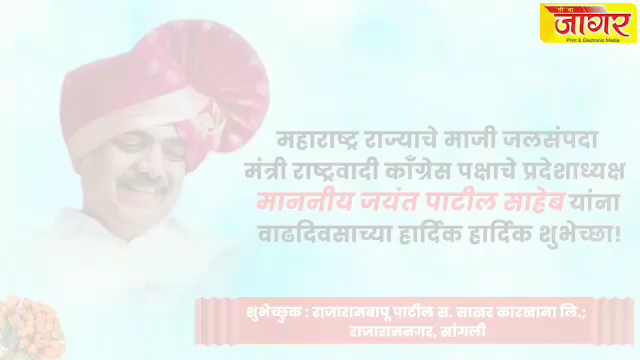 जागर
Print & Electronic Media
महाराष्ट्र राज्याचे माजी जलसंपदा
मंत्री राष्ट्रवादी काँग्रेस पक्षाचे प्रदेशाध्यक्ष
माननीय जयंत पाटील साहेब यांना
वाढदिवसाच्या हार्दिक हार्दिक शुभेच्छा!
शुभेच्छुक : राजारामबापू पाटील स. साखर कारखाना लि.;
राजारामनगर, सांगली